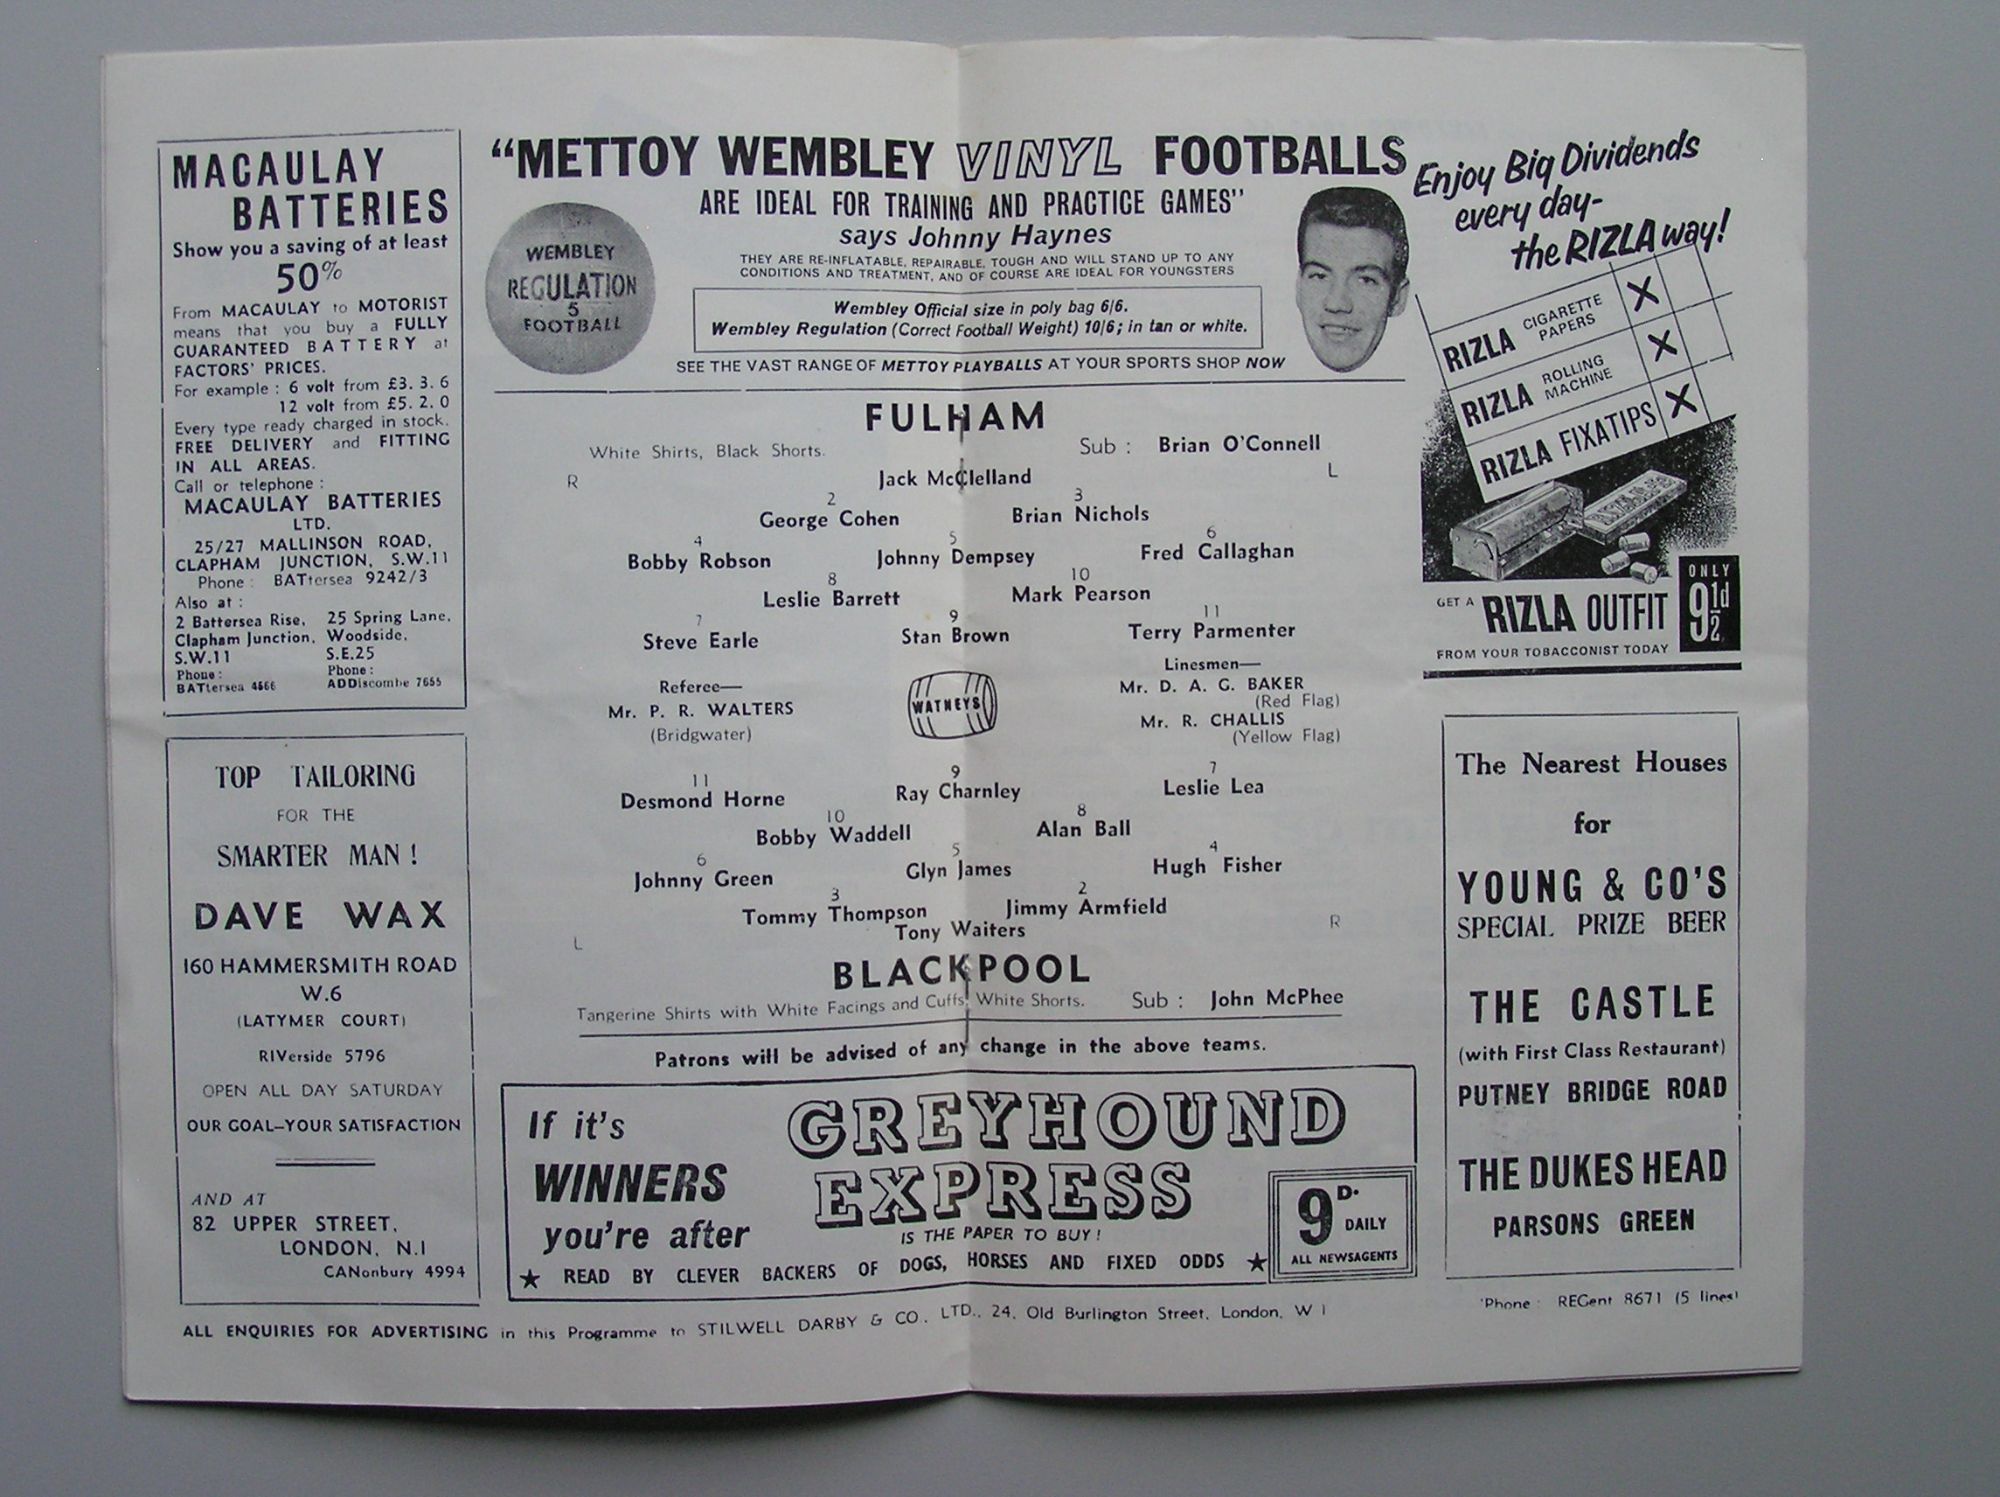 MACAULAY
BATTERIES
Show you a saving of at least
50%
From MACAULAY to MOTORIST
means that you buy a FULLY
GUARANTEED BATTERY at
FACTORS' PRICES.
For example : 6 volt from £3. 3. 6
12 volt from £5. 2. 0
Every type ready charged in stock.
FREE DELIVERY and FITTING
IN ALL AREAS.
Call or telephone :
MACAULAY BATTERIES
LTD.
25/27 MALLINSON ROAD,
CLAPHAM JUNCTION, S.W.11
Phone : BATtersea 9242/3
Also at :
2 Battersea Rise, 25 Spring Lane,
Clapham Junction, Woodside,
S.W.11 S.E.25
Phone : Phone :
BATtersea 4666 ADDiscombe 7655
TOP TAILORING
FOR THE
SMARTER MAN !
DAVE WAX
160 HAMMERSMITH ROAD
W.6
(LATYMER COURT)
RIVerside 5796
OPEN ALL DAY SATURDAY
OUR GOAL—YOUR SATISFACTION
AND AT
82 UPPER STREET,
LONDON, N.1
CANonbury 4994
"METTOY WEMBLEY VINYL FOOTBALLS
ARE IDEAL FOR TRAINING AND PRACTICE GAMES"
says Johnny Haynes
THEY ARE RE-INFLATABLE, REPAIRABLE, TOUGH AND WILL STAND UP TO ANY
CONDITIONS AND TREATMENT, AND OF COURSE ARE IDEAL FOR YOUNGSTERS
WEMBLEY
REGULATION
5
FOOTBALL
Wembley Official size in poly bag 6/6.
Wembley Regulation (Correct Football Weight) 10/6; in tan or white.
SEE THE VAST RANGE OF METTOY PLAYBALLS AT YOUR SPORTS SHOP NOW
FULHAM
White Shirts, Black Shorts. Sub : Brian O'Connell
R Jack McClelland L
2 3
George Cohen Brian Nichols
4 5 6
Bobby Robson Johnny Dempsey Fred Callaghan
8 10
Leslie Barrett Mark Pearson
7 9 11
Steve Earle Stan Brown Terry Parmenter
Referee—
Mr. P. R. WALTERS
(Bridgwater)
WATNEYS
Linesmen—
Mr. D. A. G. BAKER
(Red Flag)
Mr. R. CHALLIS
(Yellow Flag)
11 9 7
Desmond Horne Ray Charnley Leslie Lea
10 8
Bobby Waddell Alan Ball
6 5 4
Johnny Green Glyn James Hugh Fisher
3 2
Tommy Thompson Jimmy Armfield
L Tony Waiters R
BLACKPOOL
Tangerine Shirts with White Facings and Cuffs, White Shorts. Sub : John McPhee
Patrons will be advised of any change in the above teams.
If it's
WINNERS
you're after
GREYHOUND
EXPRESS
IS THE PAPER TO BUY !
★ READ BY CLEVER BACKERS OF DOGS, HORSES AND FIXED ODDS ★
9D. DAILY
ALL NEWSAGENTS
Enjoy Big Dividends
every day-
the RIZLA way!
RIZLA CIGARETTE PAPERS X
RIZLA ROLLING MACHINE X
RIZLA FIXATIPS X
GET A RIZLA OUTFIT
ONLY 9½d
FROM YOUR TOBACCONIST TODAY
The Nearest Houses
for
YOUNG & CO'S
SPECIAL PRIZE BEER
THE CASTLE
(with First Class Restaurant)
PUTNEY BRIDGE ROAD
THE DUKES HEAD
PARSONS GREEN
ALL ENQUIRIES FOR ADVERTISING in this Programme to STILWELL DARBY & CO., LTD., 24, Old Burlington Street, London, W 1 'Phone : REGent 8671 (5 lines)